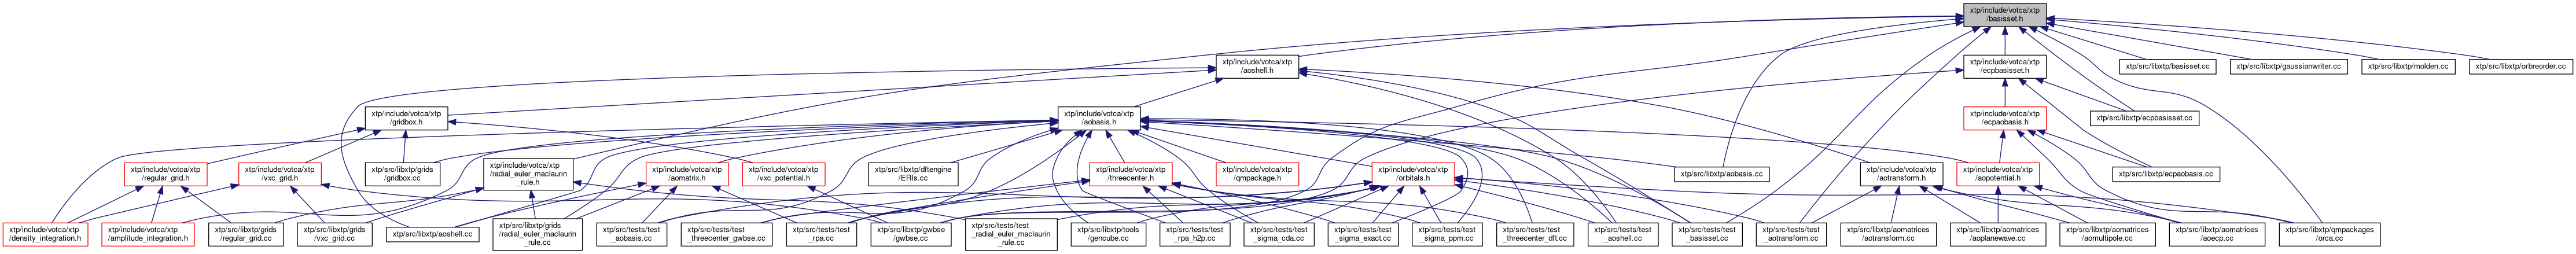 xtp/include/votca/xtp
/basisset.h
xtp/include/votca/xtp
/aoshell.h
xtp/include/votca/xtp
/ecpbasisset.h
xtp/src/libxtp/basisset.cc
xtp/src/libxtp/gaussianwriter.cc
xtp/src/libxtp/molden.cc
xtp/src/libxtp/orbreorder.cc
xtp/include/votca/xtp
/gridbox.h
xtp/include/votca/xtp
/aobasis.h
xtp/include/votca/xtp
/ecpaobasis.h
xtp/src/libxtp/ecpbasisset.cc
xtp/include/votca/xtp
/regular_grid.h
xtp/include/votca/xtp
/vxc_grid.h
xtp/src/libxtp/grids
/gridbox.cc
xtp/include/votca/xtp
/radial_euler_maclaurin
_rule.h
xtp/include/votca/xtp
/aomatrix.h
xtp/include/votca/xtp
/vxc_potential.h
xtp/src/libxtp/dftengine
/ERIs.cc
xtp/include/votca/xtp
/threecenter.h
xtp/include/votca/xtp
/qmpackage.h
xtp/include/votca/xtp
/orbitals.h
xtp/src/libxtp/aobasis.cc
xtp/include/votca/xtp
/aotransform.h
xtp/include/votca/xtp
/aopotential.h
xtp/src/libxtp/ecpaobasis.cc
xtp/include/votca/xtp
/density_integration.h
xtp/include/votca/xtp
/amplitude_integration.h
xtp/src/libxtp/grids
/regular_grid.cc
xtp/src/libxtp/grids
/vxc_grid.cc
xtp/src/libxtp/aoshell.cc
xtp/src/libxtp/grids
/radial_euler_maclaurin
_rule.cc
xtp/src/tests/test
_aobasis.cc
xtp/src/tests/test
_threecenter_gwbse.cc
xtp/src/tests/test
_rpa.cc
xtp/src/libxtp/gwbse
/gwbse.cc
xtp/src/tests/test
_radial_euler_maclaurin
_rule.cc
xtp/src/libxtp/tools
/gencube.cc
xtp/src/tests/test
_rpa_h2p.cc
xtp/src/tests/test
_sigma_cda.cc
xtp/src/tests/test
_sigma_exact.cc
xtp/src/tests/test
_sigma_ppm.cc
xtp/src/tests/test
_threecenter_dft.cc
xtp/src/tests/test
_aoshell.cc
xtp/src/tests/test
_basisset.cc
xtp/src/tests/test
_aotransform.cc
xtp/src/libxtp/aomatrices
/aotransform.cc
xtp/src/libxtp/aomatrices
/aoplanewave.cc
xtp/src/libxtp/aomatrices
/aomultipole.cc
xtp/src/libxtp/aomatrices
/aoecp.cc
xtp/src/libxtp/qmpackages
/orca.cc